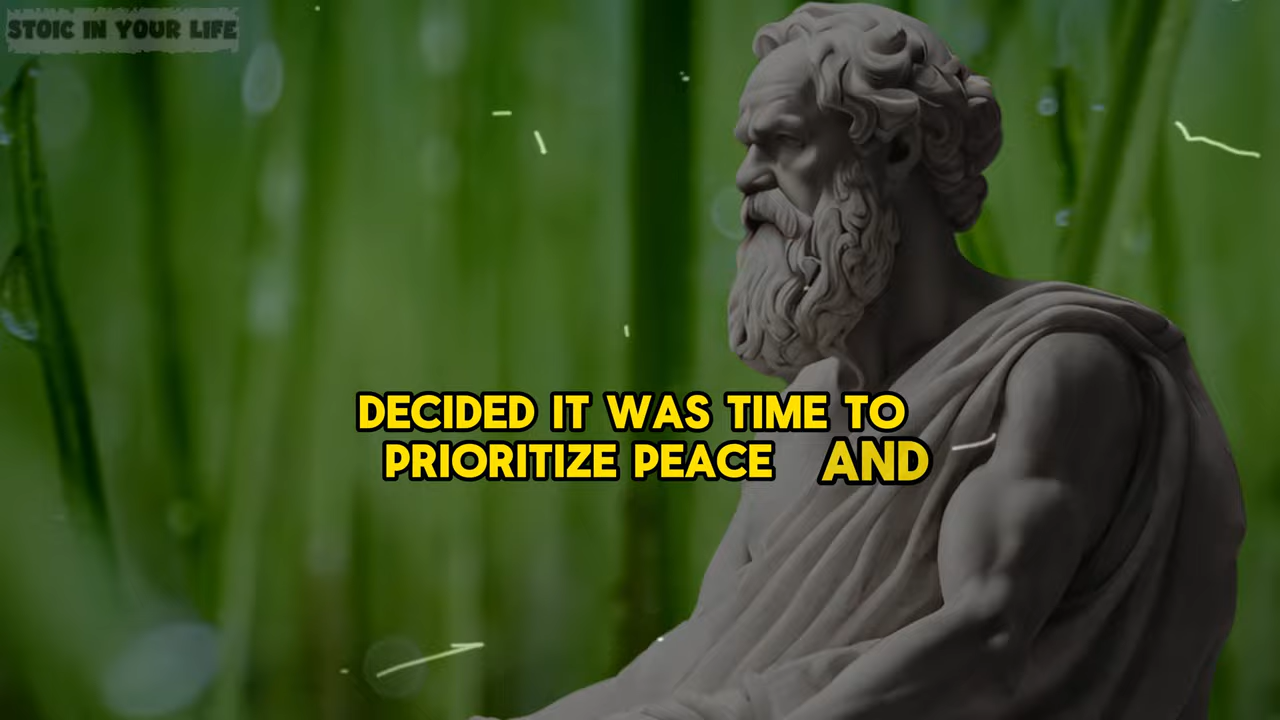 STOIC IN YOUR LIFE
DECIDED IT WAS TIME TO
PRIORITIZE PEACE AND